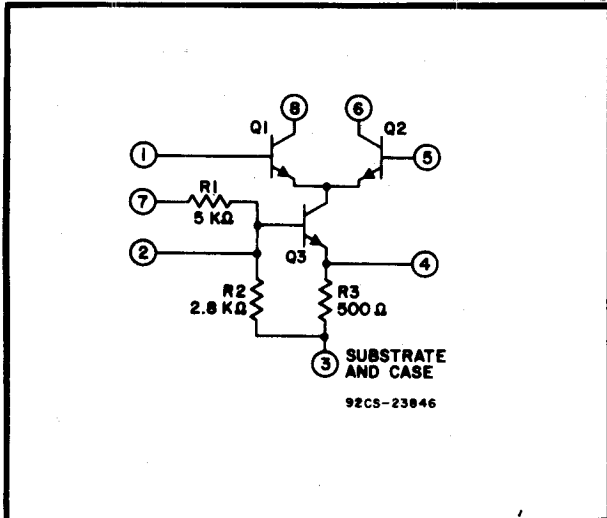 8
6
Q1
Q2
1
5
7
R1
5 KΩ
2
Q3
4
R2
2.8 KΩ
R3
500 Ω
3
SUBSTRATE
AND CASE
92CS-23846